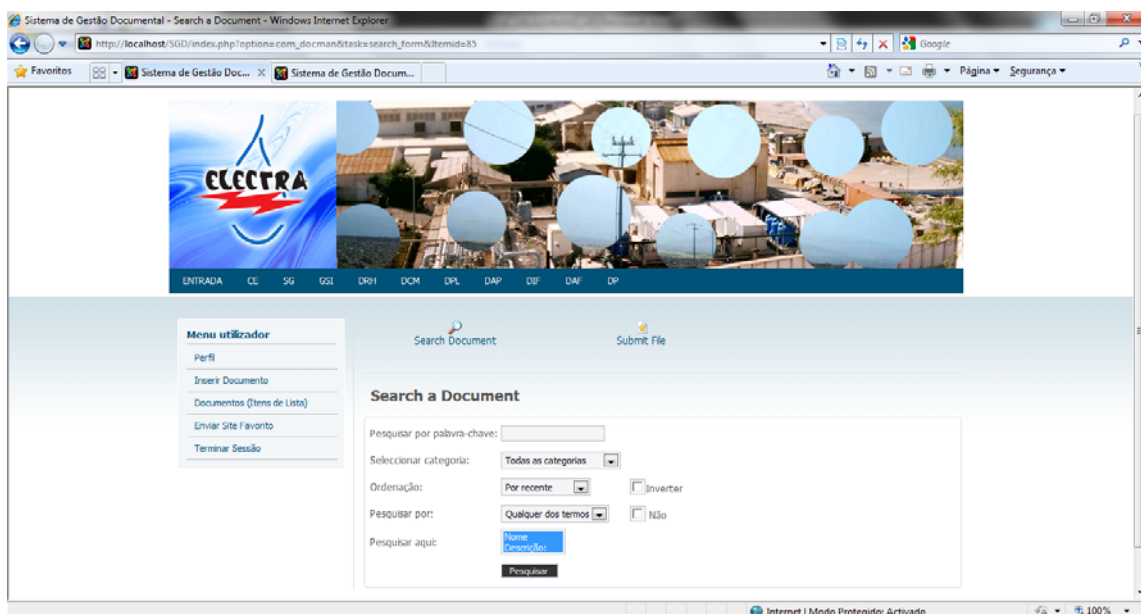 Sistema de Gestão Documental - Search a Document - Windows Internet Explorer
http://localhost/SGD/index.php?option=com_docman&task=search_form&Itemid=85
Google
Favoritos
Sistema de Gestão Doc...
Sistema de Gestão Docum...
Página
Segurança
ELECTRA
ENTRADA CE SG GSI DRH DCM DPL DAP DIF DAF DP
Menu utilizador
Perfil
Inserir Documento
Documentos (Itens de Lista)
Enviar Site Favorito
Terminar Sessão
Search Document
Submit File
Search a Document
Pesquisar por palavra-chave:
Seleccionar categoria: Todas as categorias
Ordenação: Por recente Inverter
Pesquisar por: Qualquer dos termos Não
Pesquisar aqui: Nome
Descrição:
Pesquisar
Internet | Modo Protegido: Activado 100%